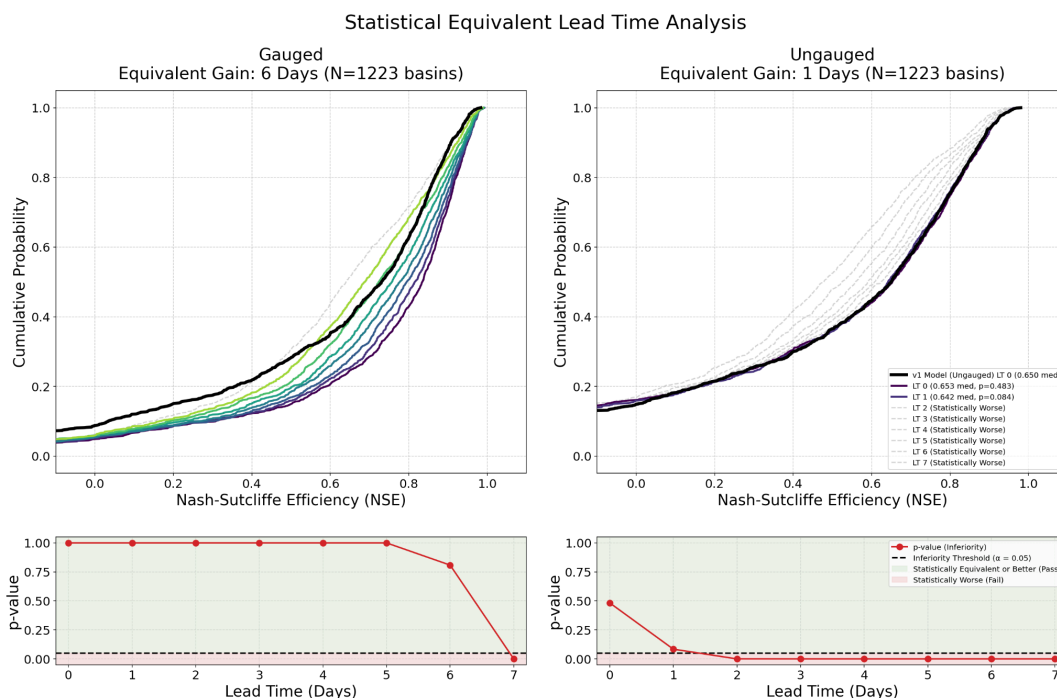 Statistical Equivalent Lead Time Analysis
Gauged
Equivalent Gain: 6 Days (N=1223 basins)
Cumulative Probability
1.0
0.8
0.6
0.4
0.2
0.0
0.0 0.2 0.4 0.6 0.8 1.0
Nash-Sutcliffe Efficiency (NSE)
Ungauged
Equivalent Gain: 1 Days (N=1223 basins)
Cumulative Probability
1.0
0.8
0.6
0.4
0.2
0.0
v1 Model (Ungauged) LT 0 (0.650 med
LT 0 (0.653 med, p=0.483)
LT 1 (0.642 med, p=0.084)
LT 2 (Statistically Worse)
LT 3 (Statistically Worse)
LT 4 (Statistically Worse)
LT 5 (Statistically Worse)
LT 6 (Statistically Worse)
LT 7 (Statistically Worse)
0.0 0.2 0.4 0.6 0.8 1.0
Nash-Sutcliffe Efficiency (NSE)
p-value
1.00
0.75
0.50
0.25
0.00
0 1 2 3 4 5 6 7
Lead Time (Days)
p-value
1.00
0.75
0.50
0.25
0.00
p-value (Inferiority)
Inferiority Threshold (α = 0.05)
Statistically Equivalent or Better (Pass
Statistically Worse (Fail)
0 1 2 3 4 5 6 7
Lead Time (Days)